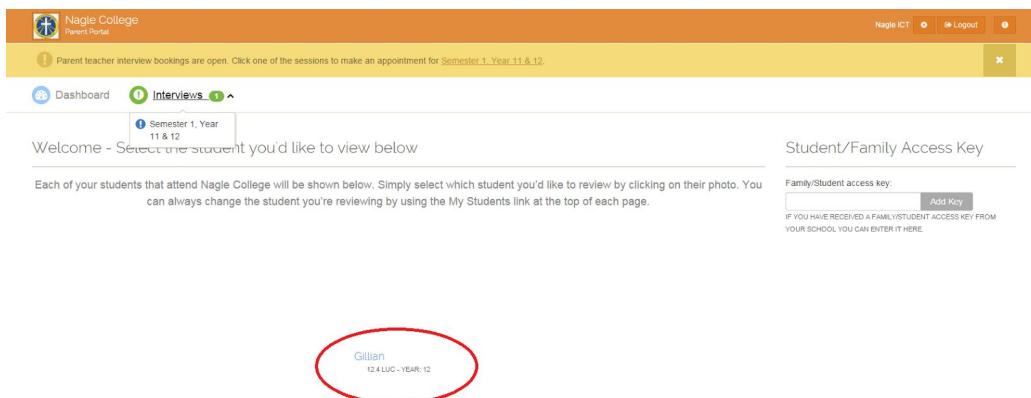 Nagle College
Parent Portal
Nagle ICT
Logout
Parent teacher interview bookings are open. Click one of the sessions to make an appointment for Semester 1, Year 11 & 12.
Dashboard
Interviews 1
Semester 1, Year
11 & 12
Welcome - Select the student you'd like to view below
Each of your students that attend Nagle College will be shown below. Simply select which student you'd like to review by clicking on their photo. You
can always change the student you're reviewing by using the My Students link at the top of each page.
Student/Family Access Key
Family/Student access key:
Add Key
IF YOU HAVE RECEIVED A FAMILY/STUDENT ACCESS KEY FROM
YOUR SCHOOL YOU CAN ENTER IT HERE.
Gillian
12.4 LUC - YEAR: 12